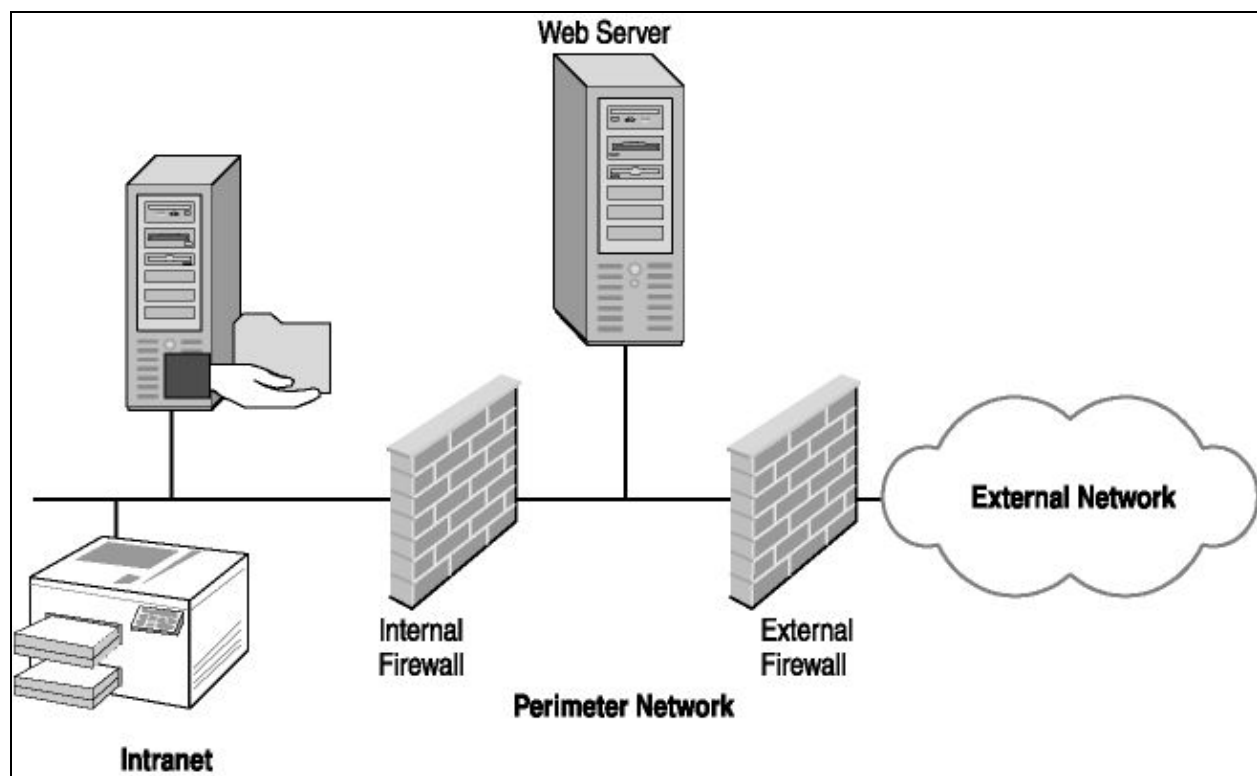 Web Server
External Network
Internal
Firewall
External
Firewall
Perimeter Network
Intranet